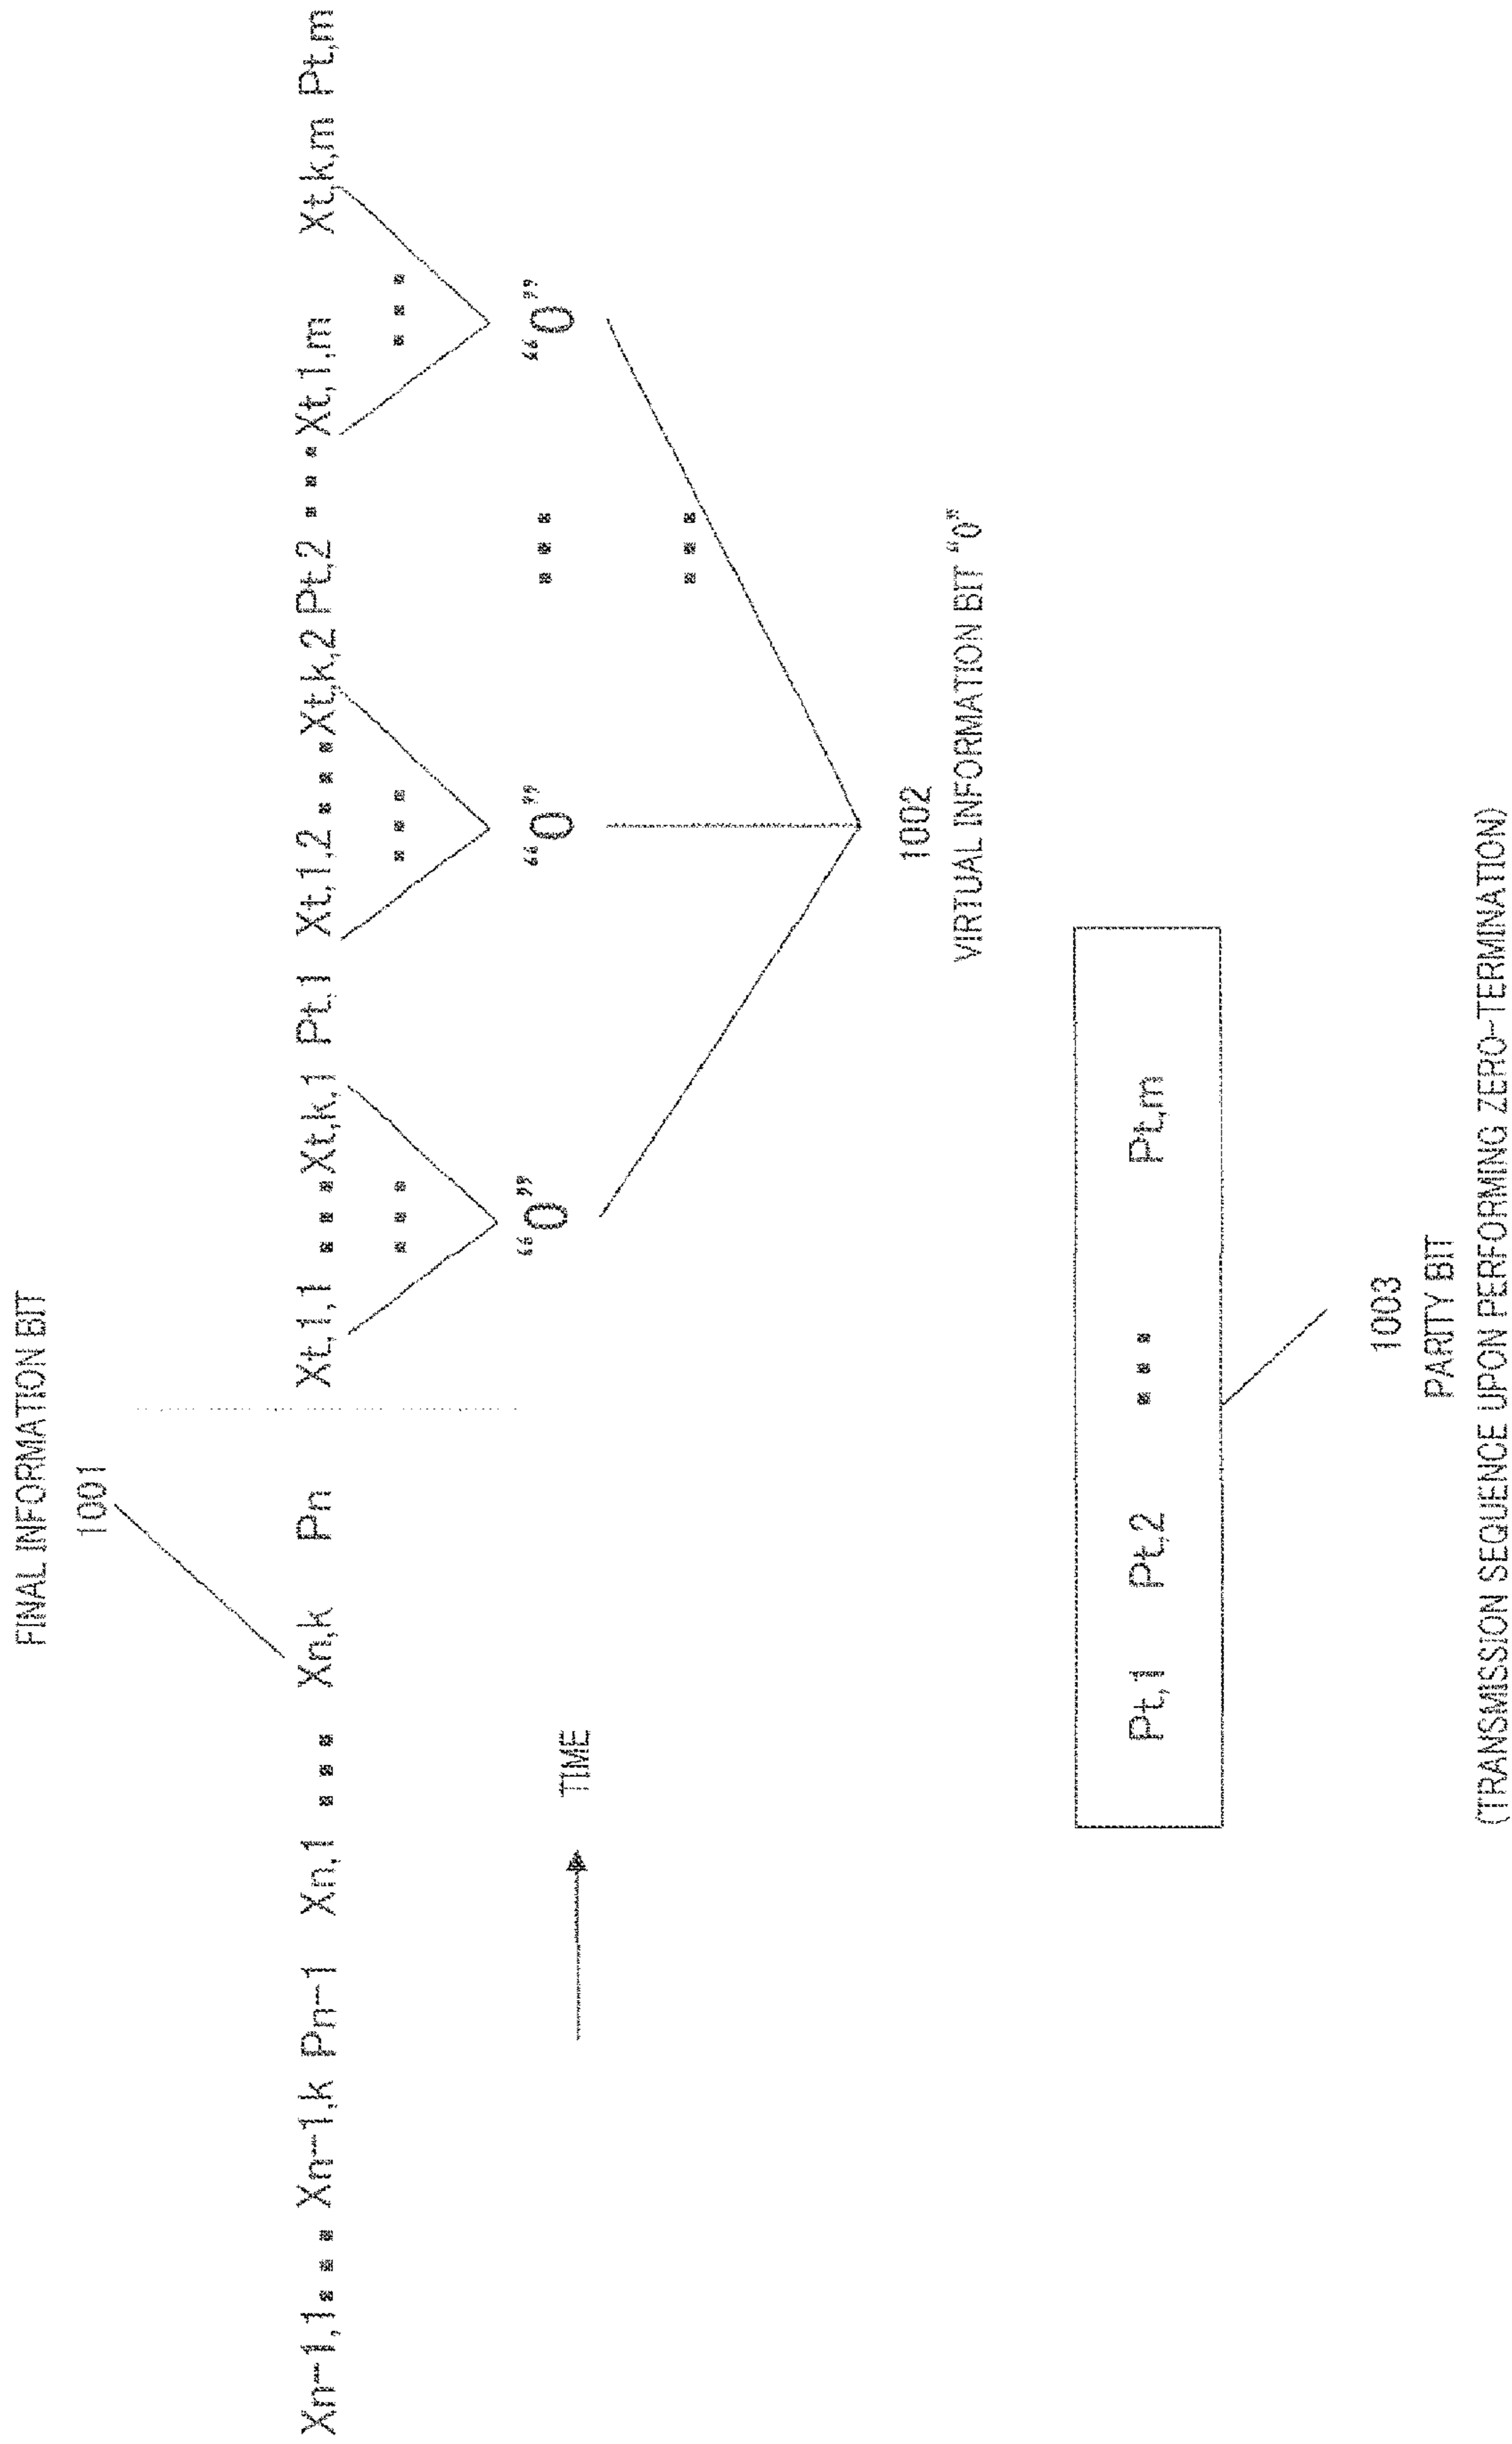 FINAL INFORMATION BIT
1001
Xn-1,1 ▪▪▪ Xn-1,k Pn-1 Xn,1 ▪▪▪ Xn,k Pn Xt,1,1 ▪▪▪ Xt,k,1 Pt,1 Xt,1,2 ▪▪▪ Xt,k,2 Pt,2 ▪▪▪ Xt,1,m Xt,k,m Pt,m
▪▪▪ ▪▪▪ ▪▪▪
“0” “0” ▪▪▪ “0”
TIME
▪▪▪
1002
VIRTUAL INFORMATION BIT “0”
Pt,1 Pt,2 ▪▪▪ Pt,m
1003
PARITY BIT
(TRANSMISSION SEQUENCE UPON PERFORMING ZERO-TERMINATION)